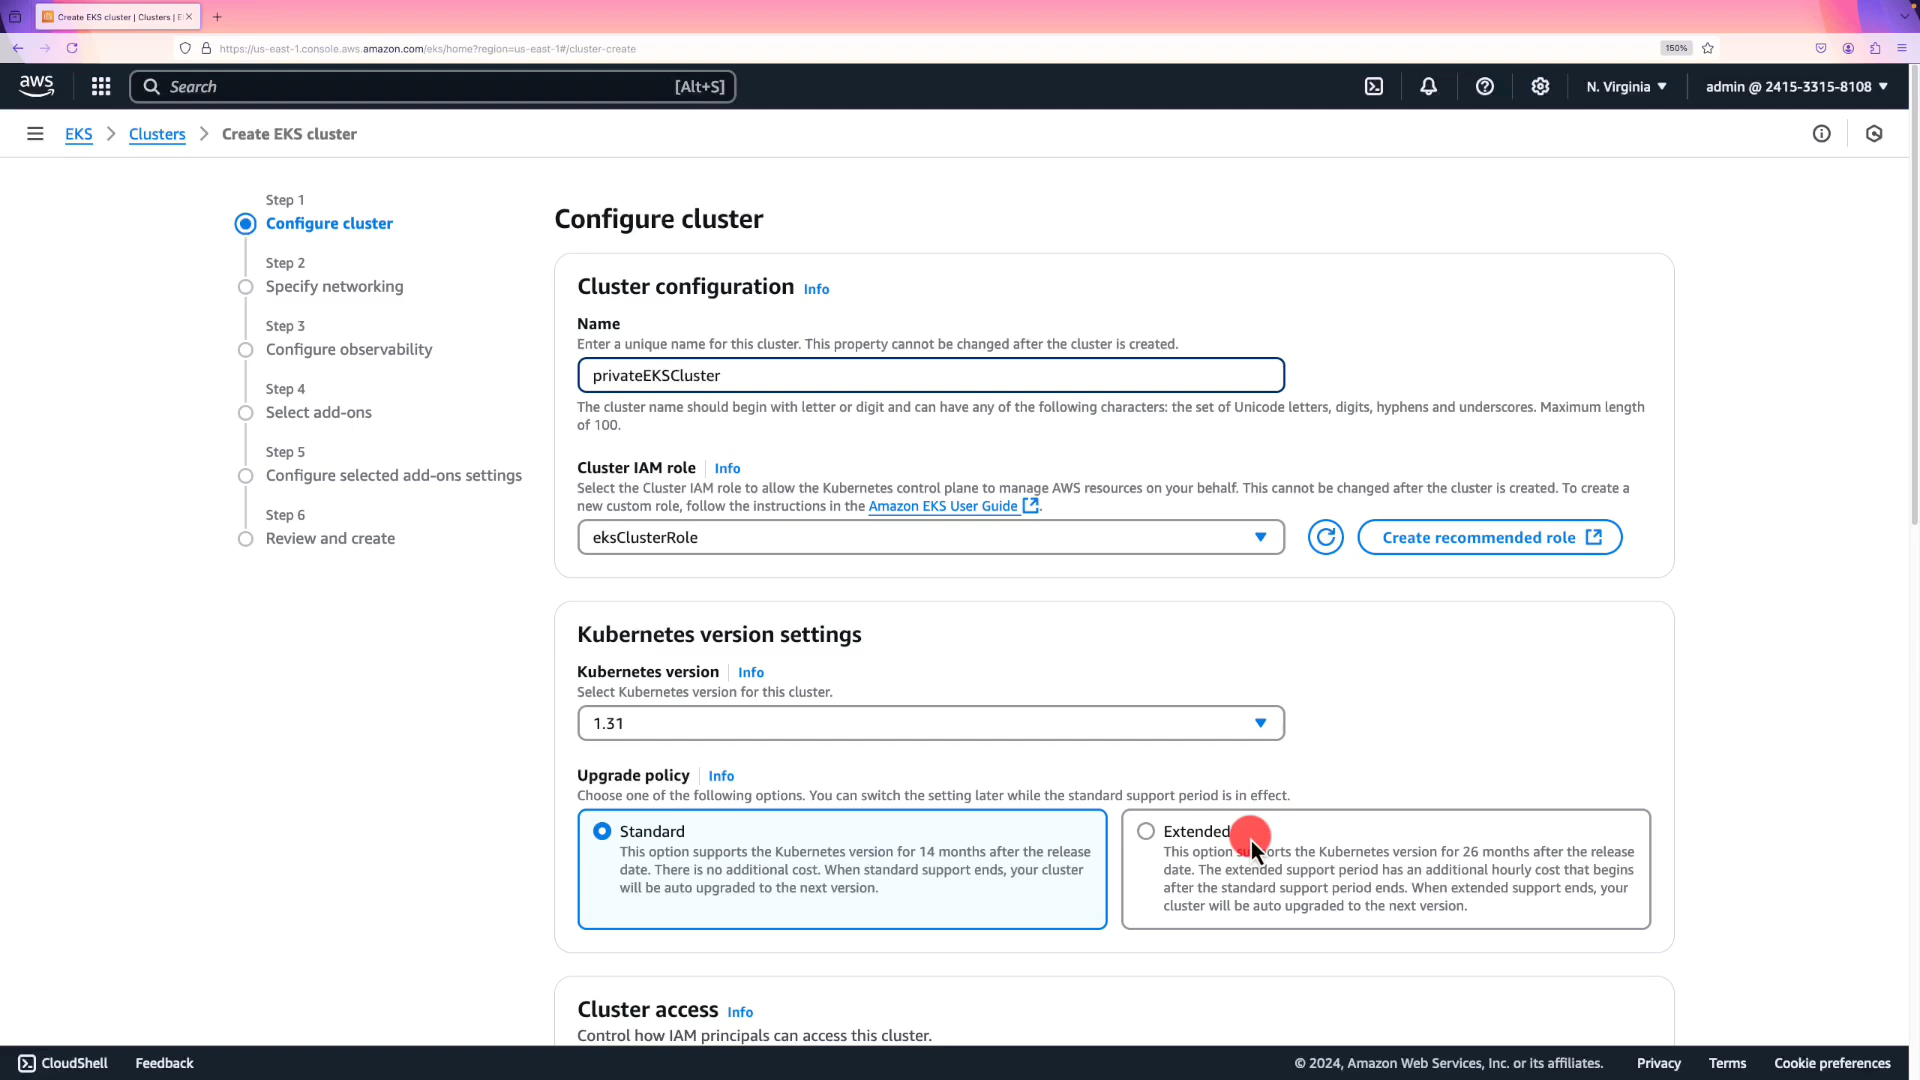 Create EKS cluster | Clusters | E
https://us-east-1.console.aws.amazon.com/eks/home?region=us-east-1#/cluster-create
150%
aws
Search
[Alt+S]
N. Virginia
admin @ 2415-3315-8108
EKS
Clusters
Create EKS cluster
Step 1
Configure cluster
Step 2
Specify networking
Step 3
Configure observability
Step 4
Select add-ons
Step 5
Configure selected add-ons settings
Step 6
Review and create
Configure cluster
Cluster configuration Info
Name
Enter a unique name for this cluster. This property cannot be changed after the cluster is created.
privateEKSCluster
The cluster name should begin with letter or digit and can have any of the following characters: the set of Unicode letters, digits, hyphens and underscores. Maximum length
of 100.
Cluster IAM role Info
Select the Cluster IAM role to allow the Kubernetes control plane to manage AWS resources on your behalf. This cannot be changed after the cluster is created. To create a
new custom role, follow the instructions in the Amazon EKS User Guide.
eksClusterRole
Create recommended role
Kubernetes version settings
Kubernetes version Info
Select Kubernetes version for this cluster.
1.31
Upgrade policy Info
Choose one of the following options. You can switch the setting later while the standard support period is in effect.
Standard
This option supports the Kubernetes version for 14 months after the release
date. There is no additional cost. When standard support ends, your cluster
will be auto upgraded to the next version.
Extended
This option supports the Kubernetes version for 26 months after the release
date. The extended support period has an additional hourly cost that begins
after the standard support period ends. When extended support ends, your
cluster will be auto upgraded to the next version.
Cluster access Info
Control how IAM principals can access this cluster.
CloudShell
Feedback
© 2024, Amazon Web Services, Inc. or its affiliates.
Privacy
Terms
Cookie preferences